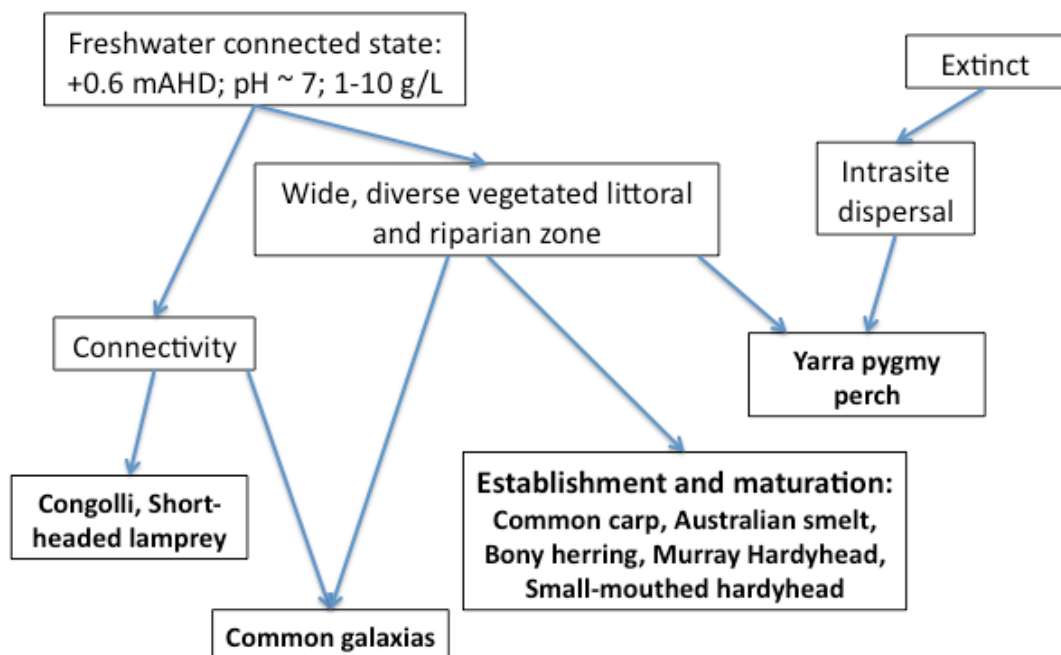 Freshwater connected state:
+0.6 mAHD; pH ~ 7; 1-10 g/L
Extinct
Wide, diverse vegetated littoral
and riparian zone
Intrasite
dispersal
Connectivity
Yarra pygmy
perch
Congolli, Short-
headed lamprey
Establishment and maturation:
Common carp, Australian smelt,
Bony herring, Murray Hardyhead,
Small-mouthed hardyhead
Common galaxias